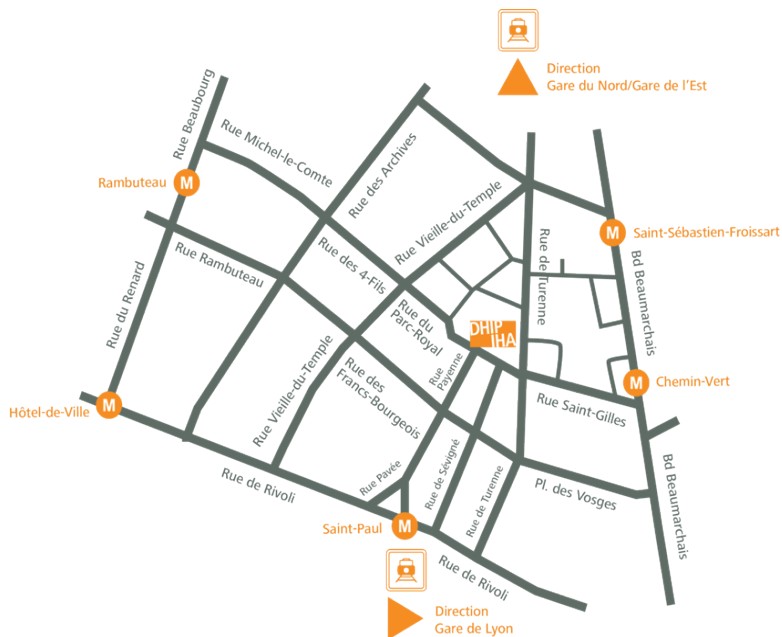 Direction
Gare du Nord/Gare de l'Est
Rue Beaubourg
Rue Michel-le-Comte
Rue des Archives
Rambuteau
M
Rue Vieille-du-Temple
M
Saint-Sébastien-Froissart
Rue Rambuteau
Rue des 4-Fils
Rue de Turenne
Bd Beaumarchais
Rue du Renard
Rue du
Parc-Royal
DHIP
IHA
Rue Vieille-du-Temple
Rue des
Francs-Bourgeois
Rue
Payenne
M
Chemin-Vert
Hôtel-de-Ville
M
Rue Saint-Gilles
Rue de Rivoli
Rue Pavée
Rue de Sévigné
Rue de Turenne
Pl. des Vosges
Bd Beaumarchais
Saint-Paul
M
Rue de Rivoli
Direction
Gare de Lyon